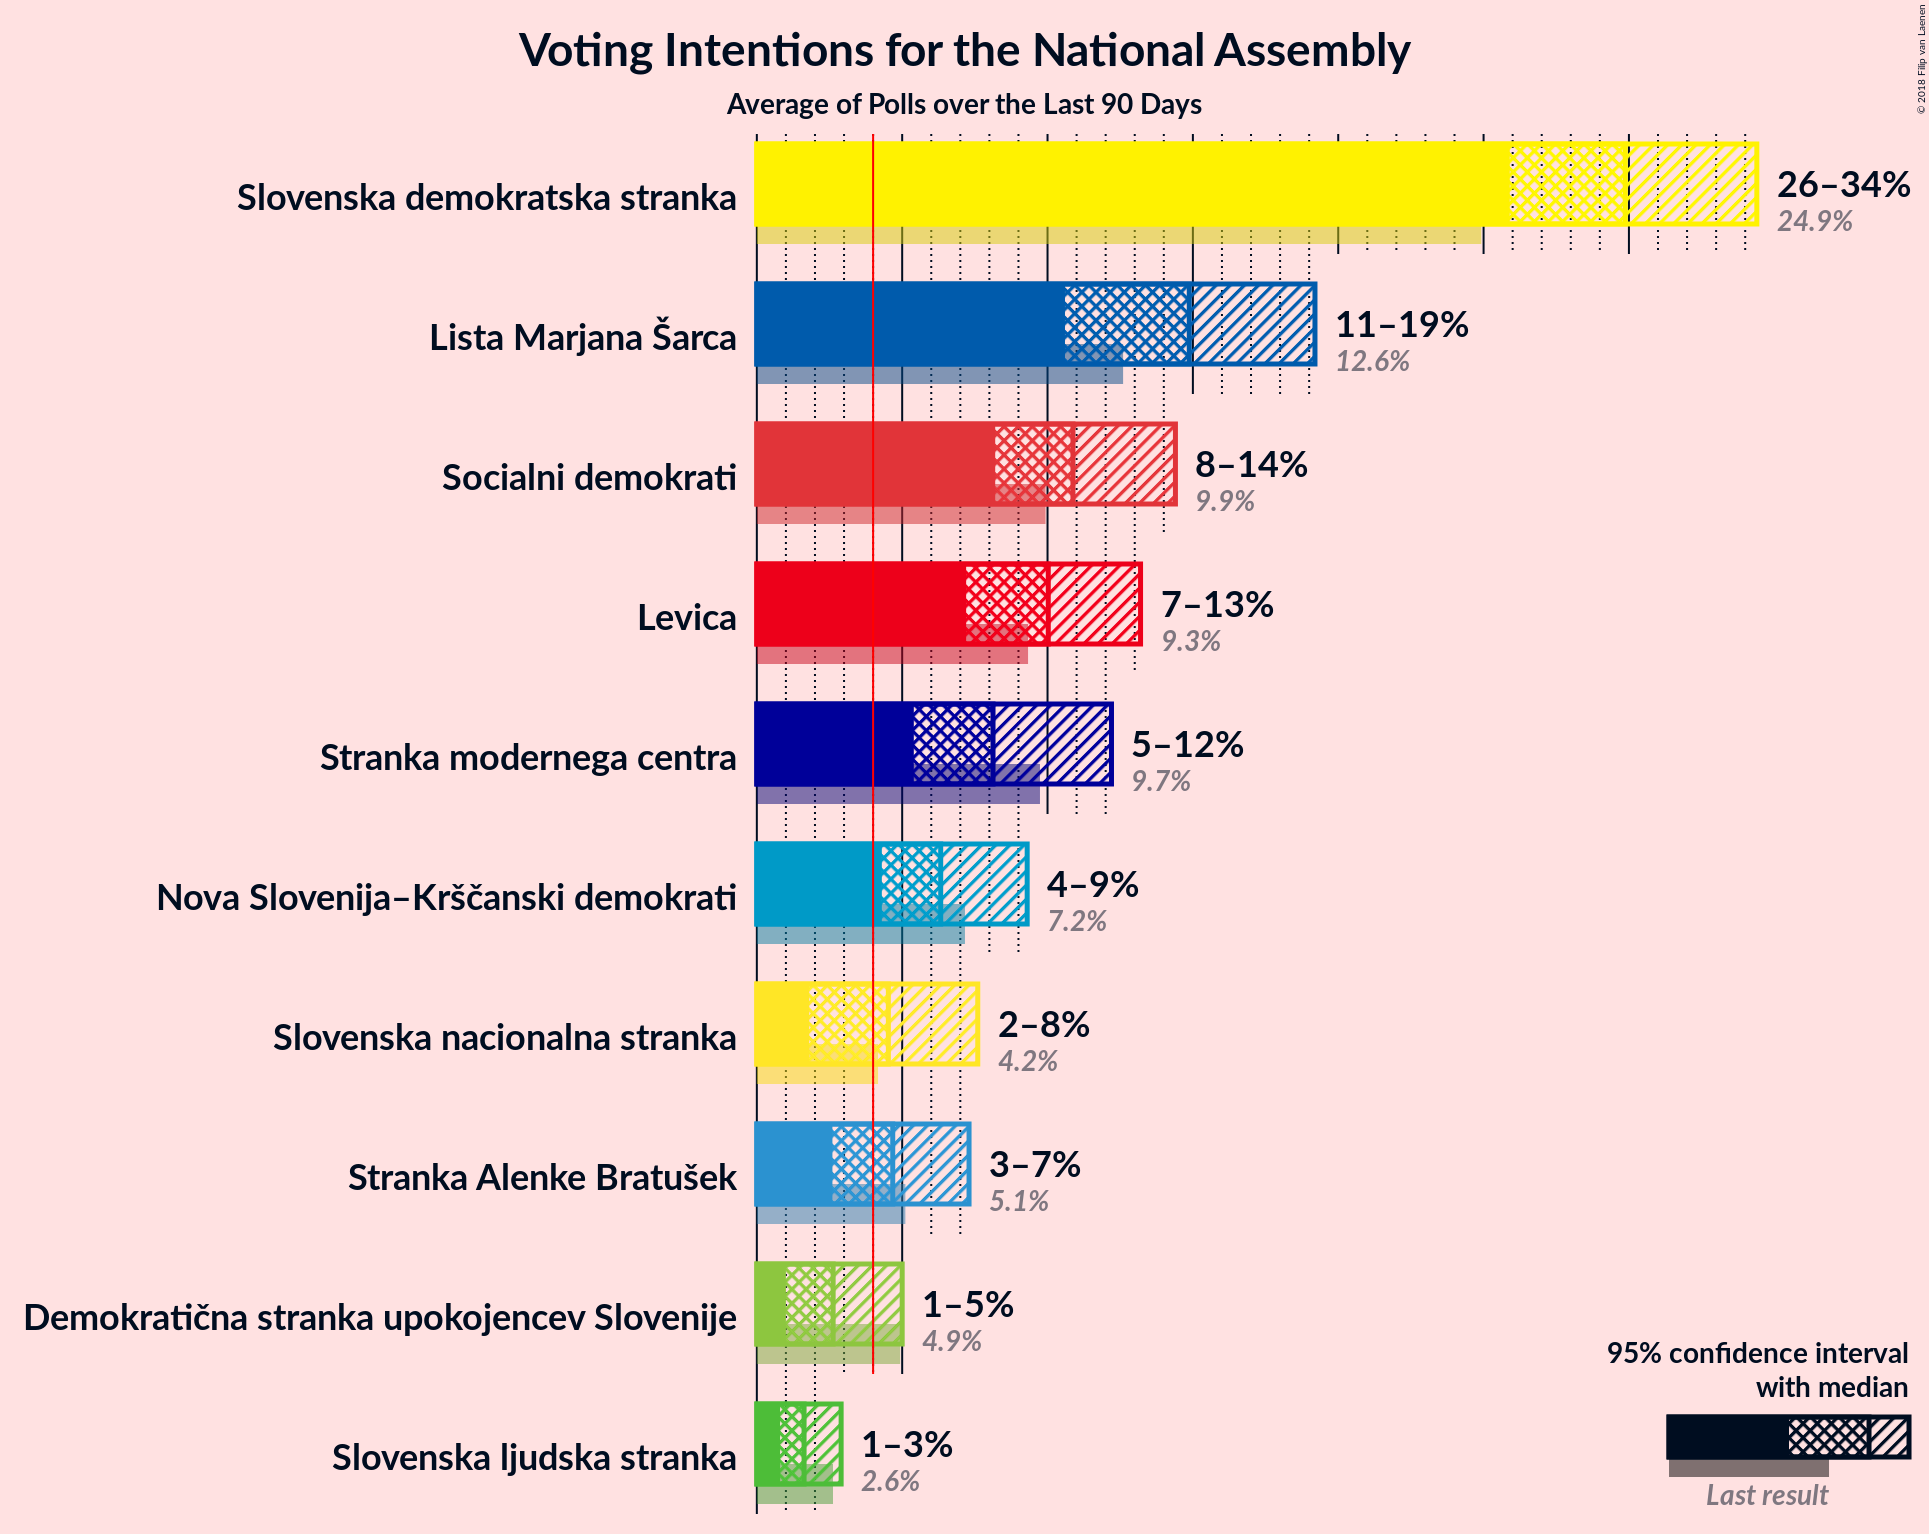 Voting Intentions for the National Assembly
Average of Polls over the Last 90 Days
© 2018 Filip van Laenen
Slovenska demokratska stranka
26–34%
24.9%
Lista Marjana Šarca
11–19%
12.6%
Socialni demokrati
8–14%
9.9%
Levica
7–13%
9.3%
Stranka modernega centra
5–12%
9.7%
Nova Slovenija–Krščanski demokrati
4–9%
7.2%
Slovenska nacionalna stranka
2–8%
4.2%
Stranka Alenke Bratušek
3–7%
5.1%
Demokratična stranka upokojencev Slovenije
1–5%
4.9%
Slovenska ljudska stranka
1–3%
2.6%
95% confidence interval
with median
Last result